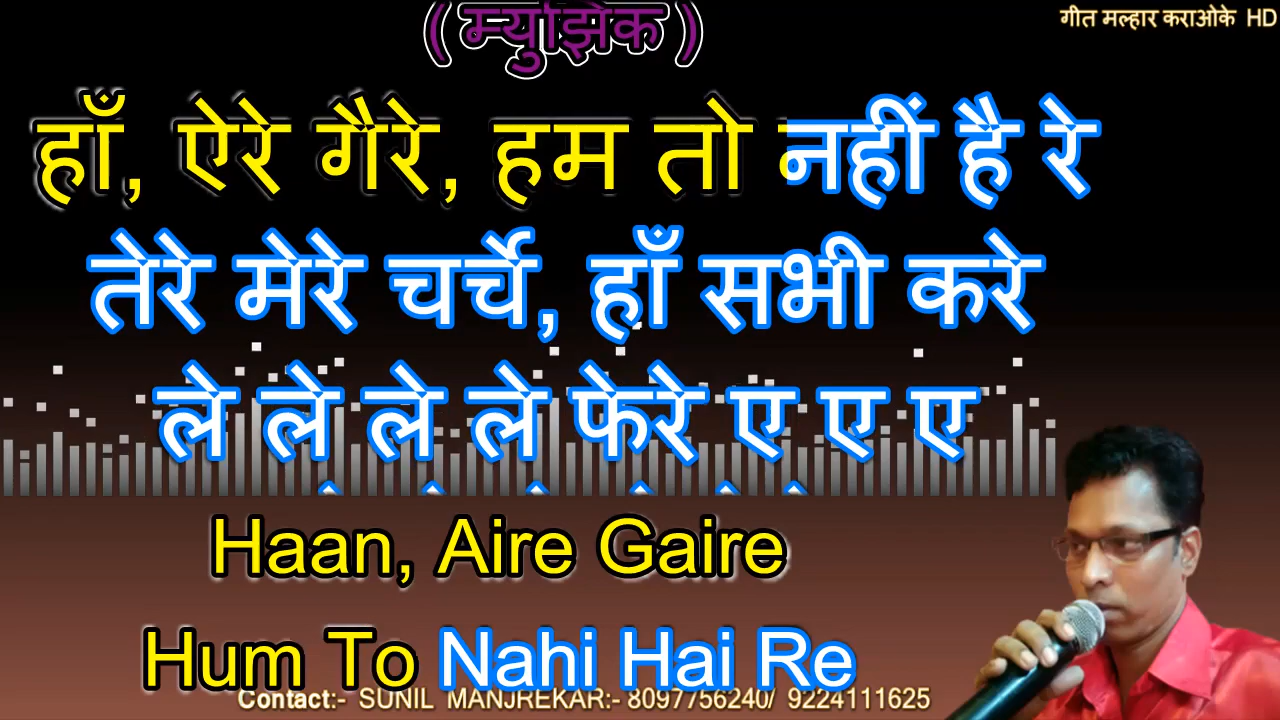 ( म्युझिक )
गीत मल्हार कराओके HD
हाँ, ऐरे गैरे, हम तो नहीं है रे
तेरे मेरे चर्चे, हाँ सभी करे
ले ले ले ले फेरे ए ए ए
Haan, Aire Gaire
Hum To Nahi Hai Re
Contact:- SUNIL MANJREKAR:- 8097756240/ 9224111625